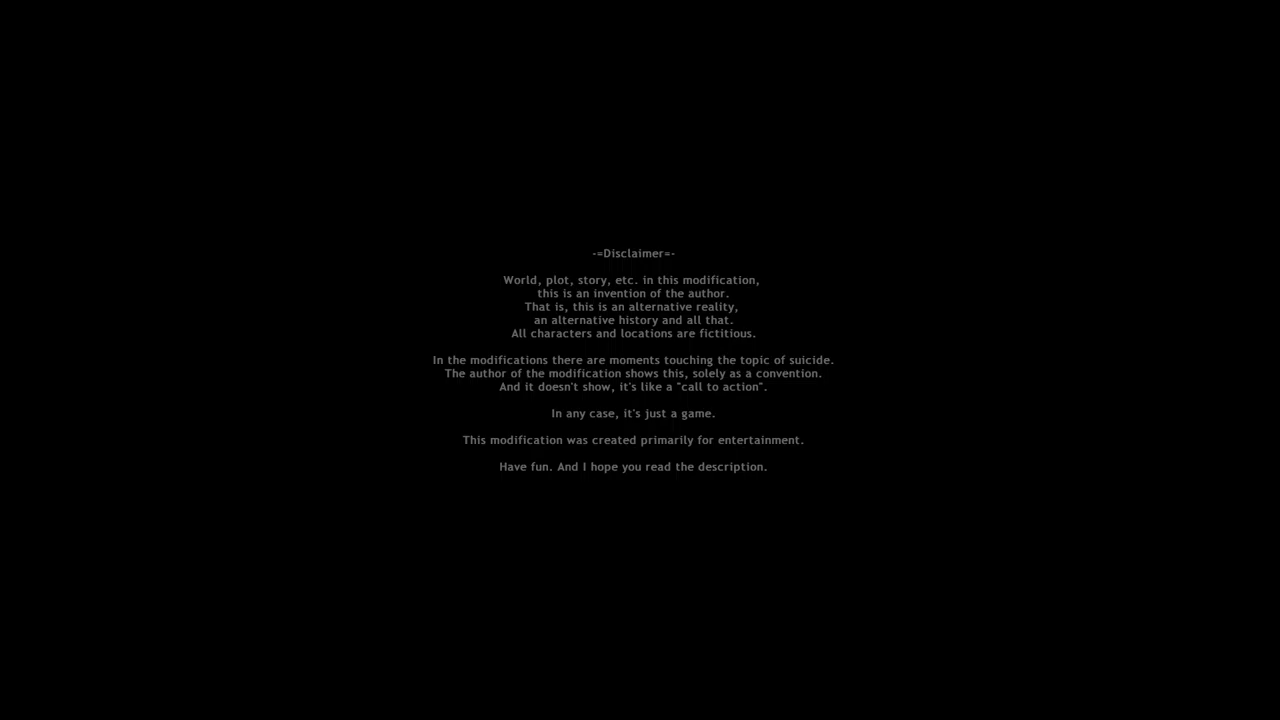 -=Disclaimer=-
World, plot, story, etc. in this modification,
this is an invention of the author.
That is, this is an alternative reality,
an alternative history and all that.
All characters and locations are fictitious.
In the modifications there are moments touching the topic of suicide.
The author of the modification shows this, solely as a convention.
And it doesn't show, it's like a "call to action".
In any case, it's just a game.
This modification was created primarily for entertainment.
Have fun. And I hope you read the description.